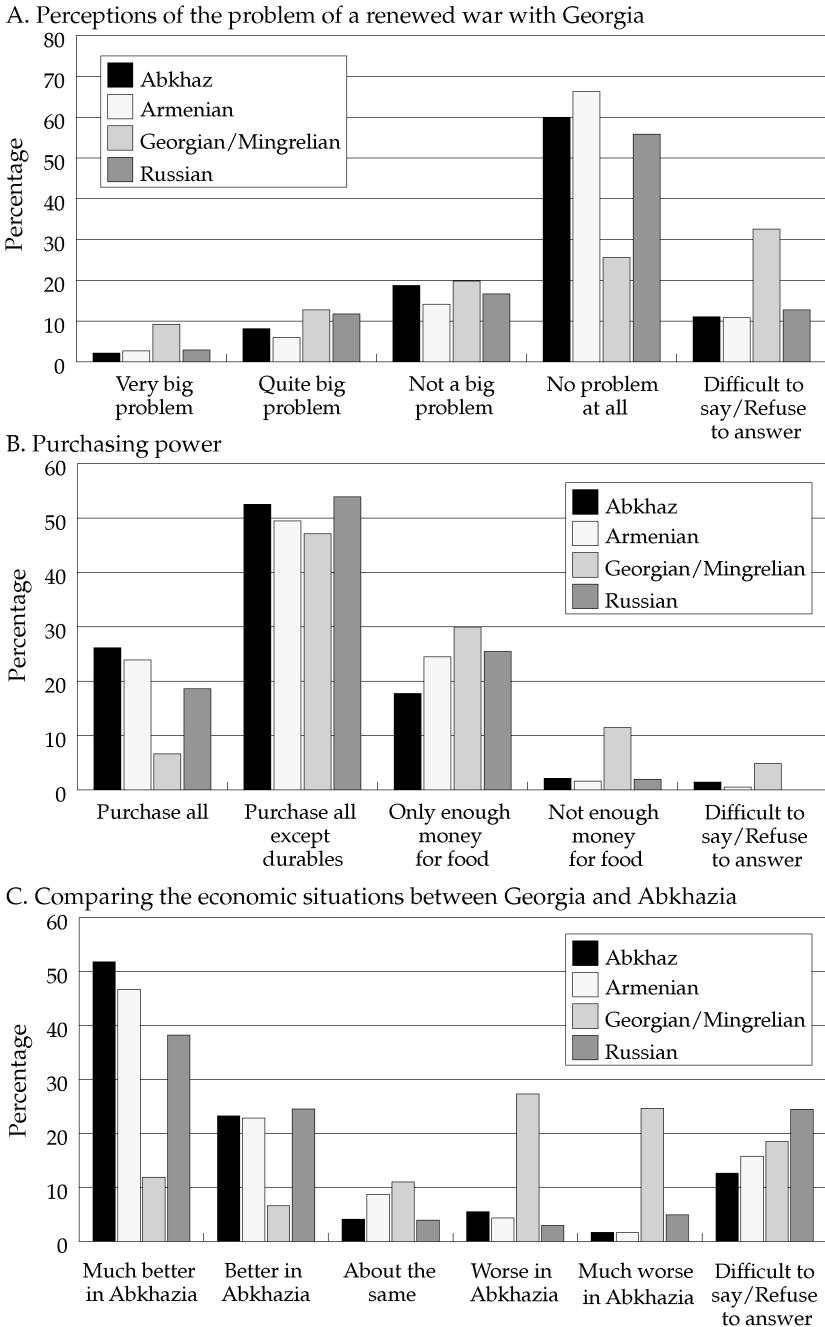 A. Perceptions of the problem of a renewed war with Georgia
80
70
60
50
40
30
20
10
0
Percentage
Abkhaz
Armenian
Georgian/Mingrelian
Russian
Very big
problem
Quite big
problem
Not a big
problem
No problem
at all
Difficult to
say/Refuse
to answer
B. Purchasing power
60
50
40
30
20
10
0
Percentage
Abkhaz
Armenian
Georgian/Mingrelian
Russian
Purchase all
Purchase all
except
durables
Only enough
money
for food
Not enough
money
for food
Difficult to
say/Refuse
to answer
C. Comparing the economic situations between Georgia and Abkhazia
60
50
40
30
20
10
0
Percentage
Abkhaz
Armenian
Georgian/Mingrelian
Russian
Much better
in Abkhazia
Better in
Abkhazia
About the
same
Worse in
Abkhazia
Much worse
in Abkhazia
Difficult to
say/Refuse
to answer